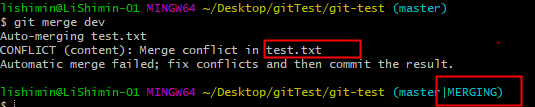 lishimin@LiShimin-01 MINGW64 ~/Desktop/gitTest/git-test (master)
$ git merge dev
Auto-merging test.txt
CONFLICT (content): Merge conflict in test.txt
Automatic merge failed; fix conflicts and then commit the result.
lishimin@LiShimin-01 MINGW64 ~/Desktop/gitTest/git-test (master|MERGING)
$